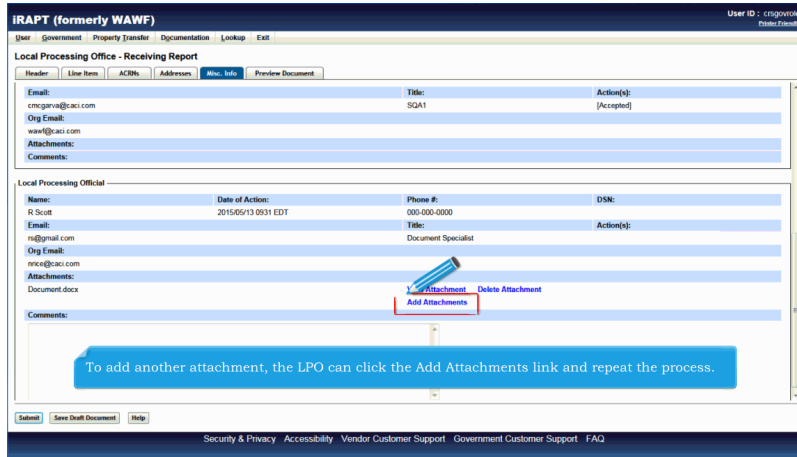 iRAPT (formerly WAWF)
User ID : crsgovrole
Printer Friendly
User Government Property Transfer Documentation Lookup Exit
Local Processing Office - Receiving Report
Header Line Item ACRNs Addresses Misc. Info Preview Document
Email: Title: Action(s):
cmcgarva@caci.com SQA1 [Accepted]
Org Email:
wawf@caci.com
Attachments:
Comments:
Local Processing Official
Name: Date of Action: Phone #: DSN:
R Scott 2015/05/13 0931 EDT 000-000-0000
Email: Title: Action(s):
rs@gmail.com Document Specialist
Org Email:
nrice@caci.com
Attachments:
Document.docx Attachment Delete Attachment
Add Attachments
Comments:
To add another attachment, the LPO can click the Add Attachments link and repeat the process.
Submit Save Draft Document Help
Security & Privacy Accessibility Vendor Customer Support Government Customer Support FAQ